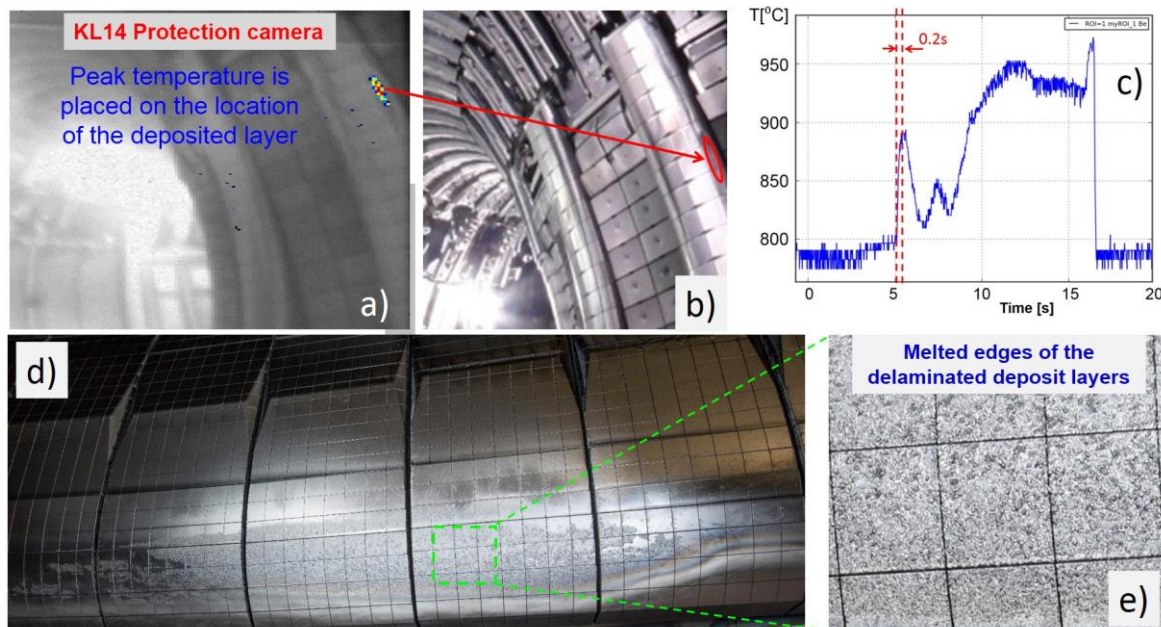 KL14 Protection camera
Peak temperature is
placed on the location
of the deposited layer
a)
b)
T[°C]
ROI=1 myROI_1 Be
0.2s
c)
950
900
850
800
0
5
10
15
20
Time [s]
d)
Melted edges of the
delaminated deposit layers
e)